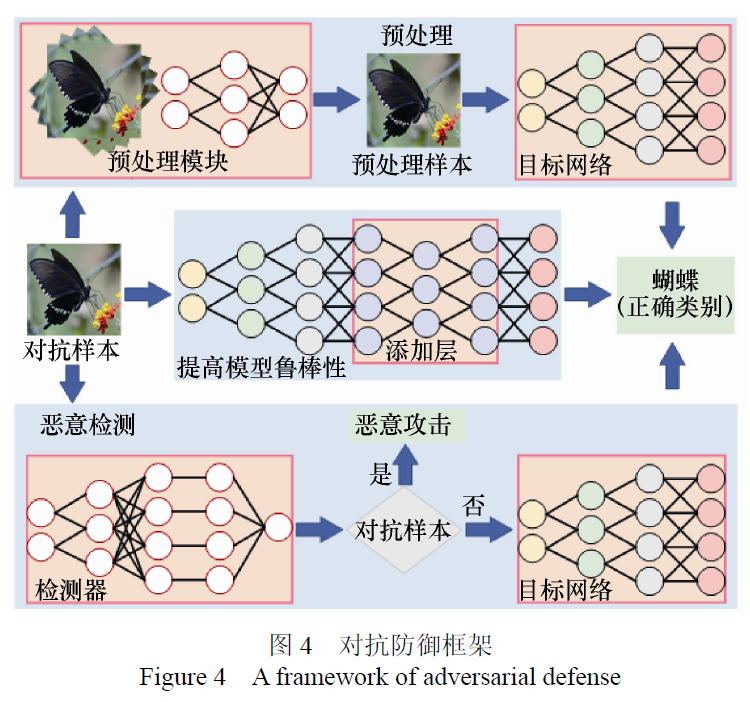 预处理
预处理模块
预处理样本
目标网络
对抗样本
提高模型鲁棒性
添加层
蝴蝶
(正确类别)
恶意检测
恶意攻击
是
检测器
对抗样本
否
目标网络
图 4 对抗防御框架
Figure 4 A framework of adversarial defense